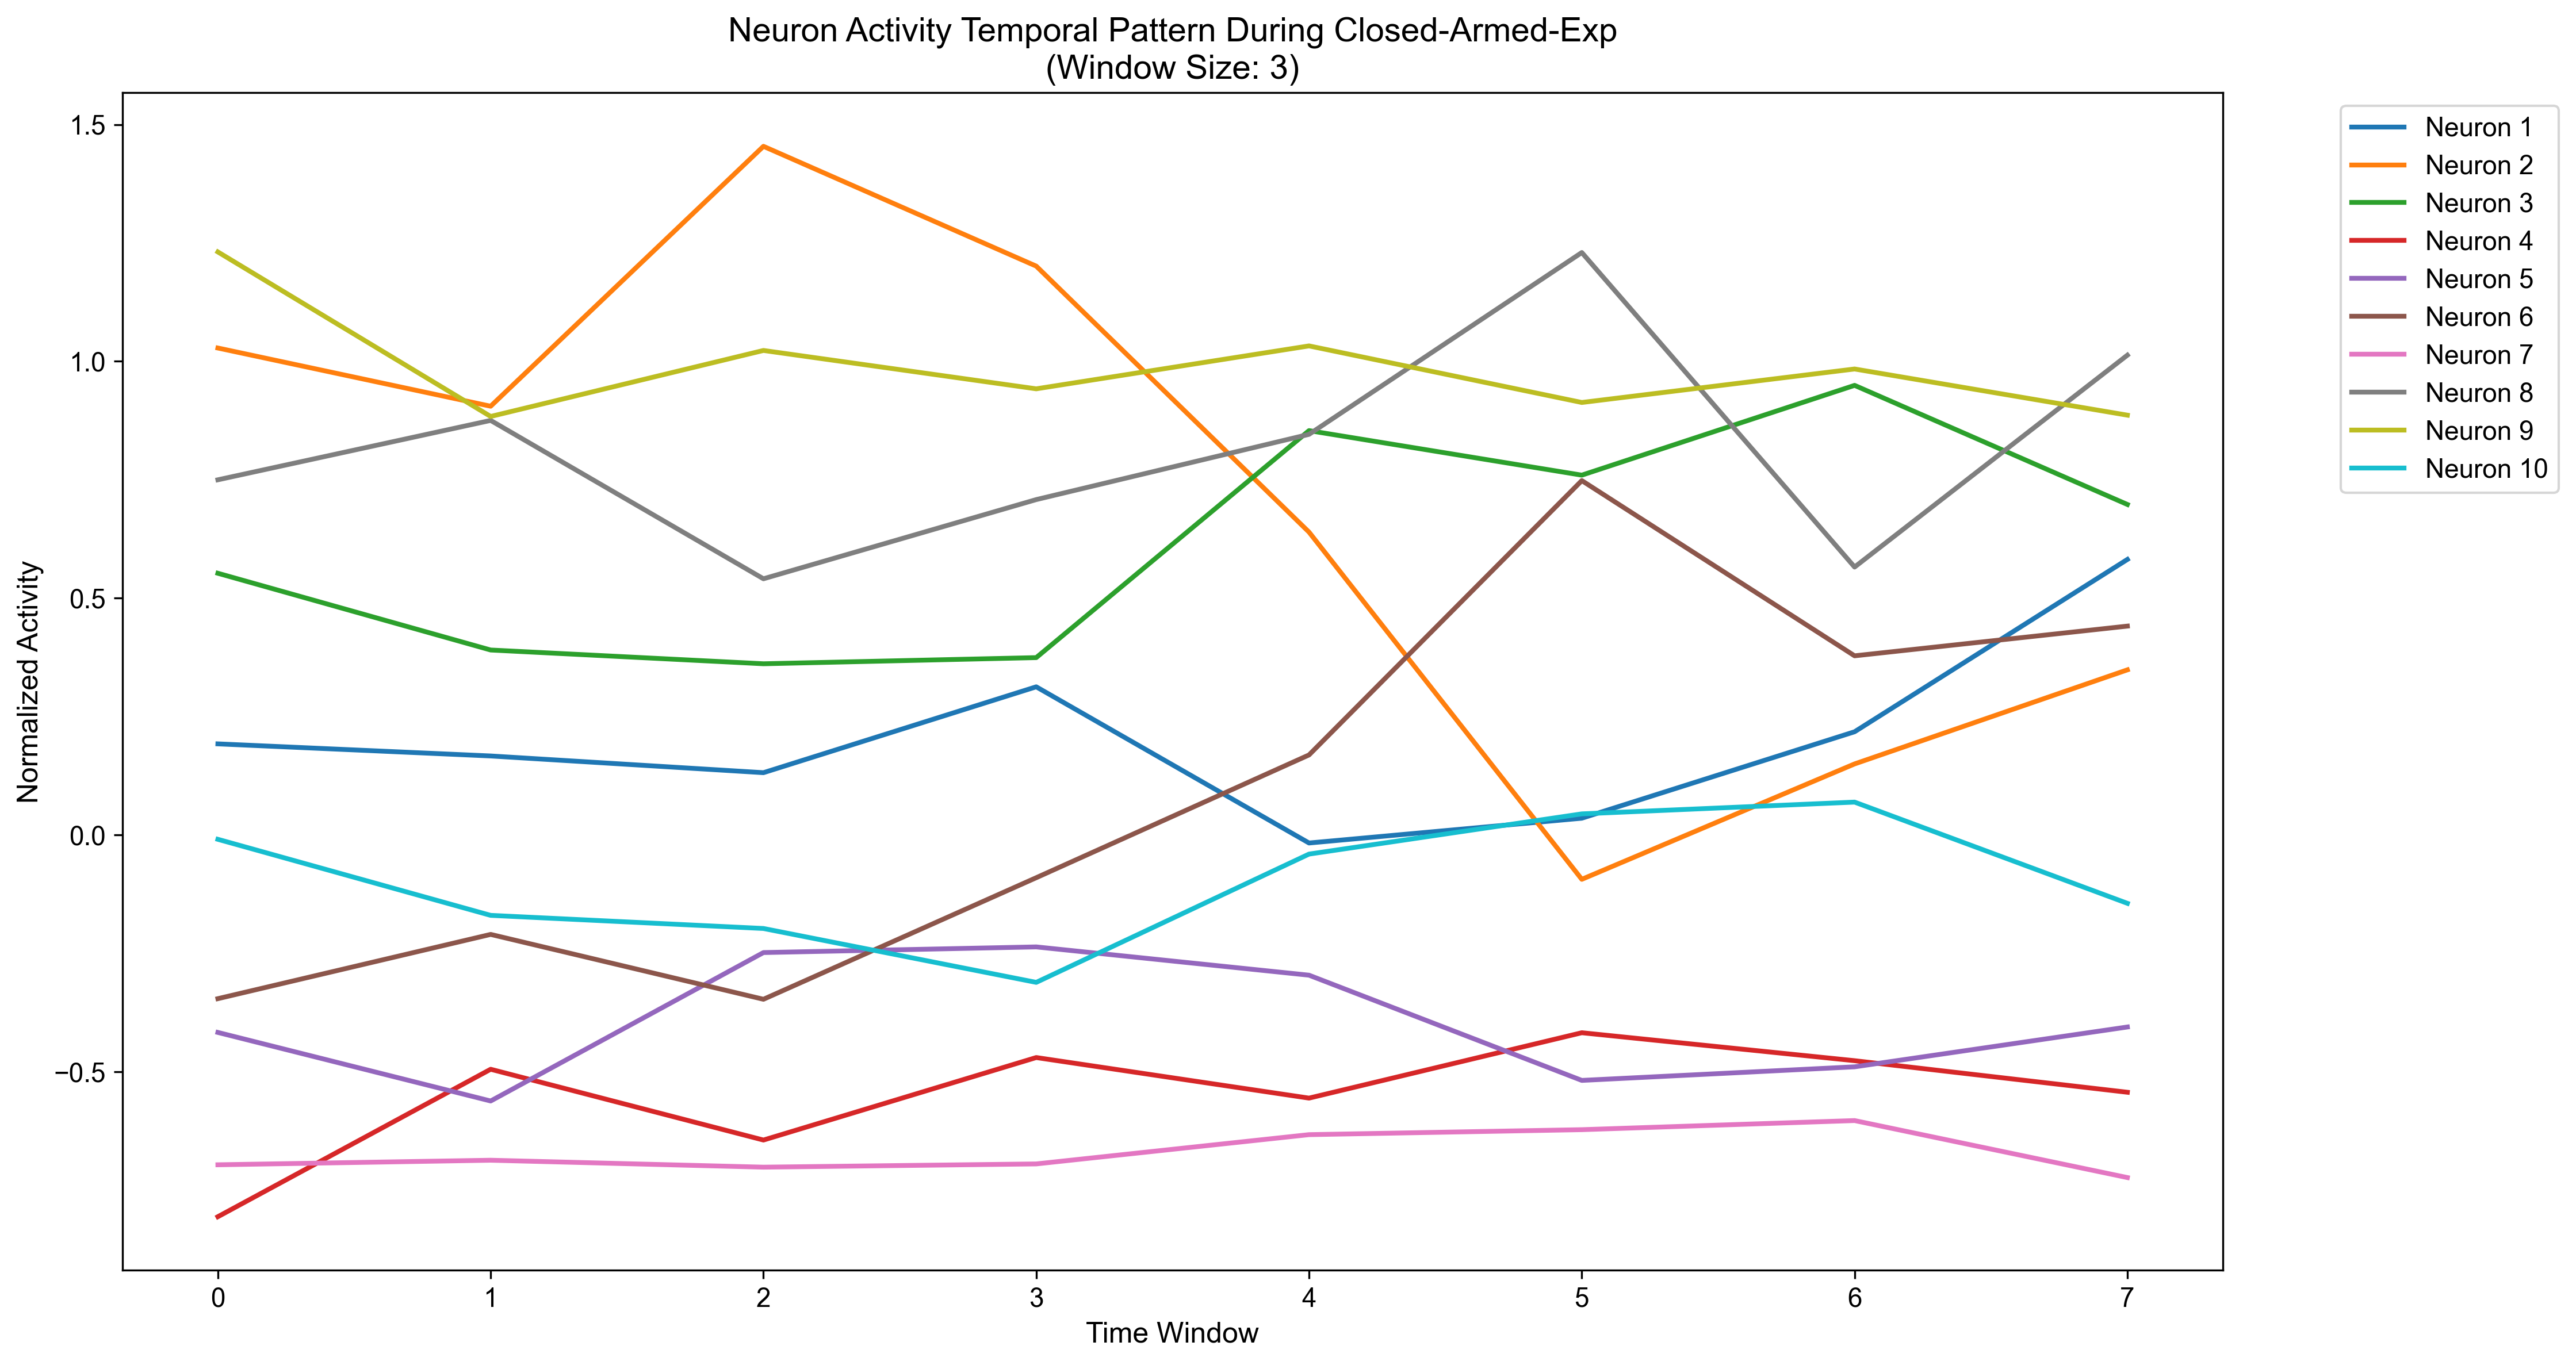 Neuron Activity Temporal Pattern During Closed-Armed-Exp
(Window Size: 3)
Normalized Activity
1.5
1.0
0.5
0.0
−0.5
0 1 2 3 4 5 6 7
Time Window
Neuron 1
Neuron 2
Neuron 3
Neuron 4
Neuron 5
Neuron 6
Neuron 7
Neuron 8
Neuron 9
Neuron 10